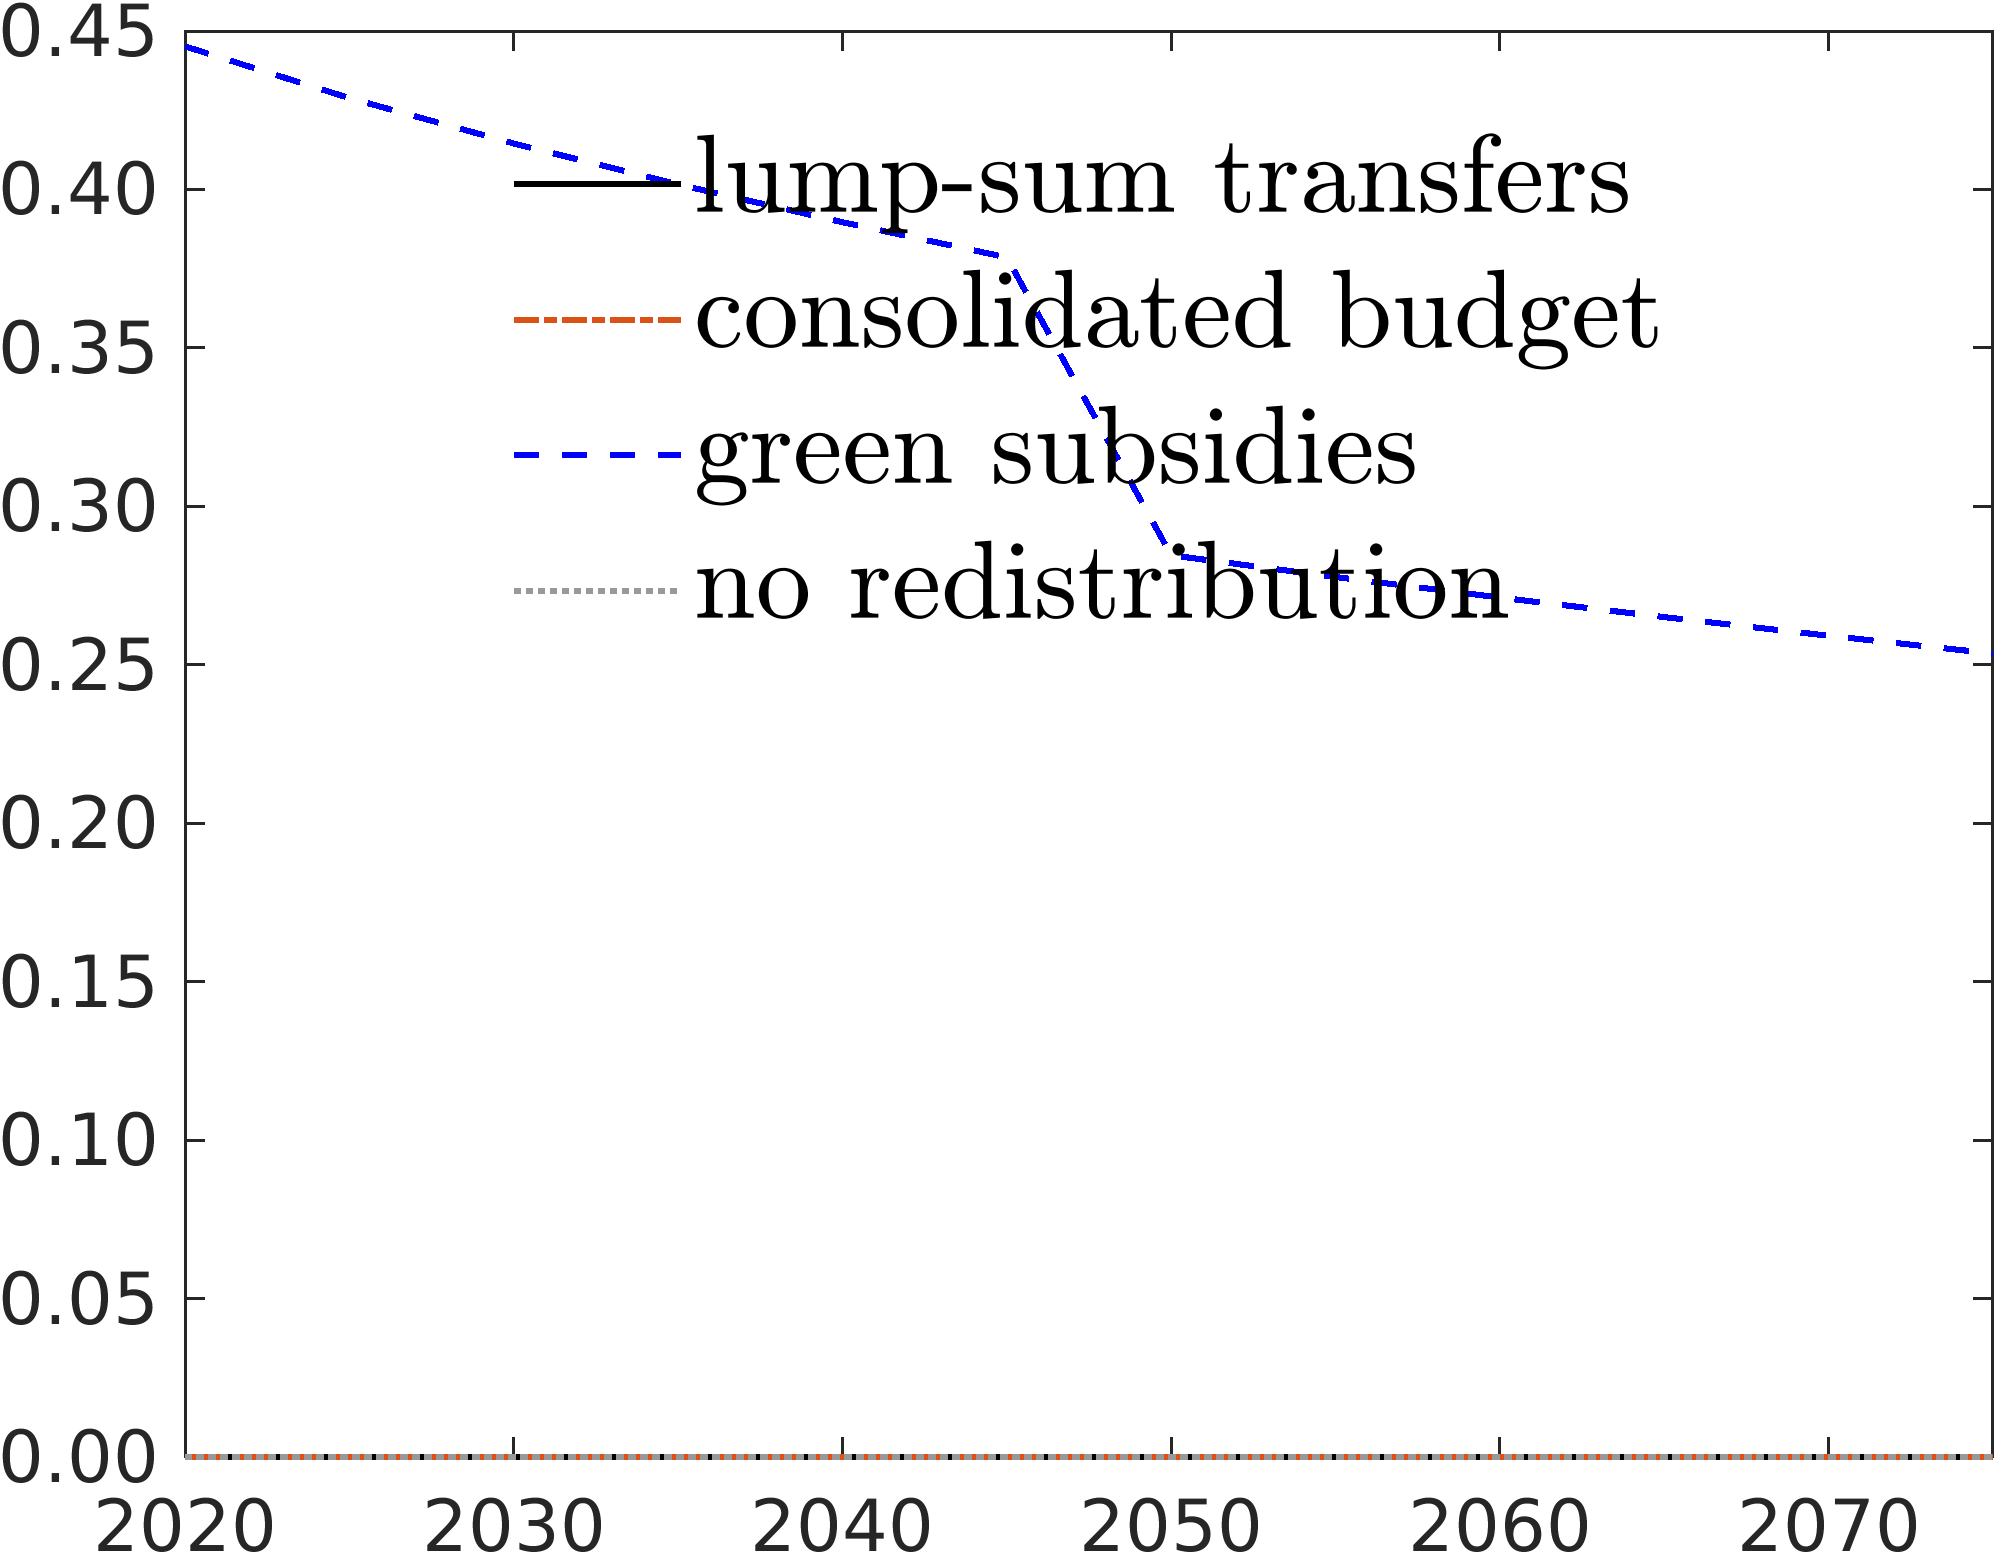 0.45
lump-sum transfers
0.40
consolidated budget
0.35
green subsidies
0.30
no redistribution
0.25
0.20
0.15
0.10
0.05
0.00
2020 2030 2040 2050 2060 2070